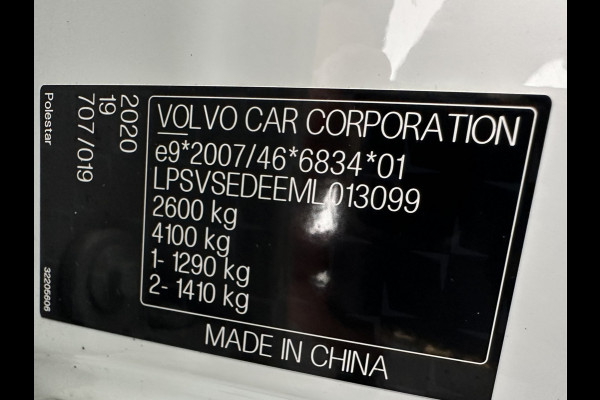 VOLVO CAR CORPORATION
e9*2007/46*6834*01
LPSVSEDEEML013099
2600 kg
4100 kg
1- 1290 kg
2- 1410 kg
MADE IN CHINA
2020
19
707/019
Polestar
32205606